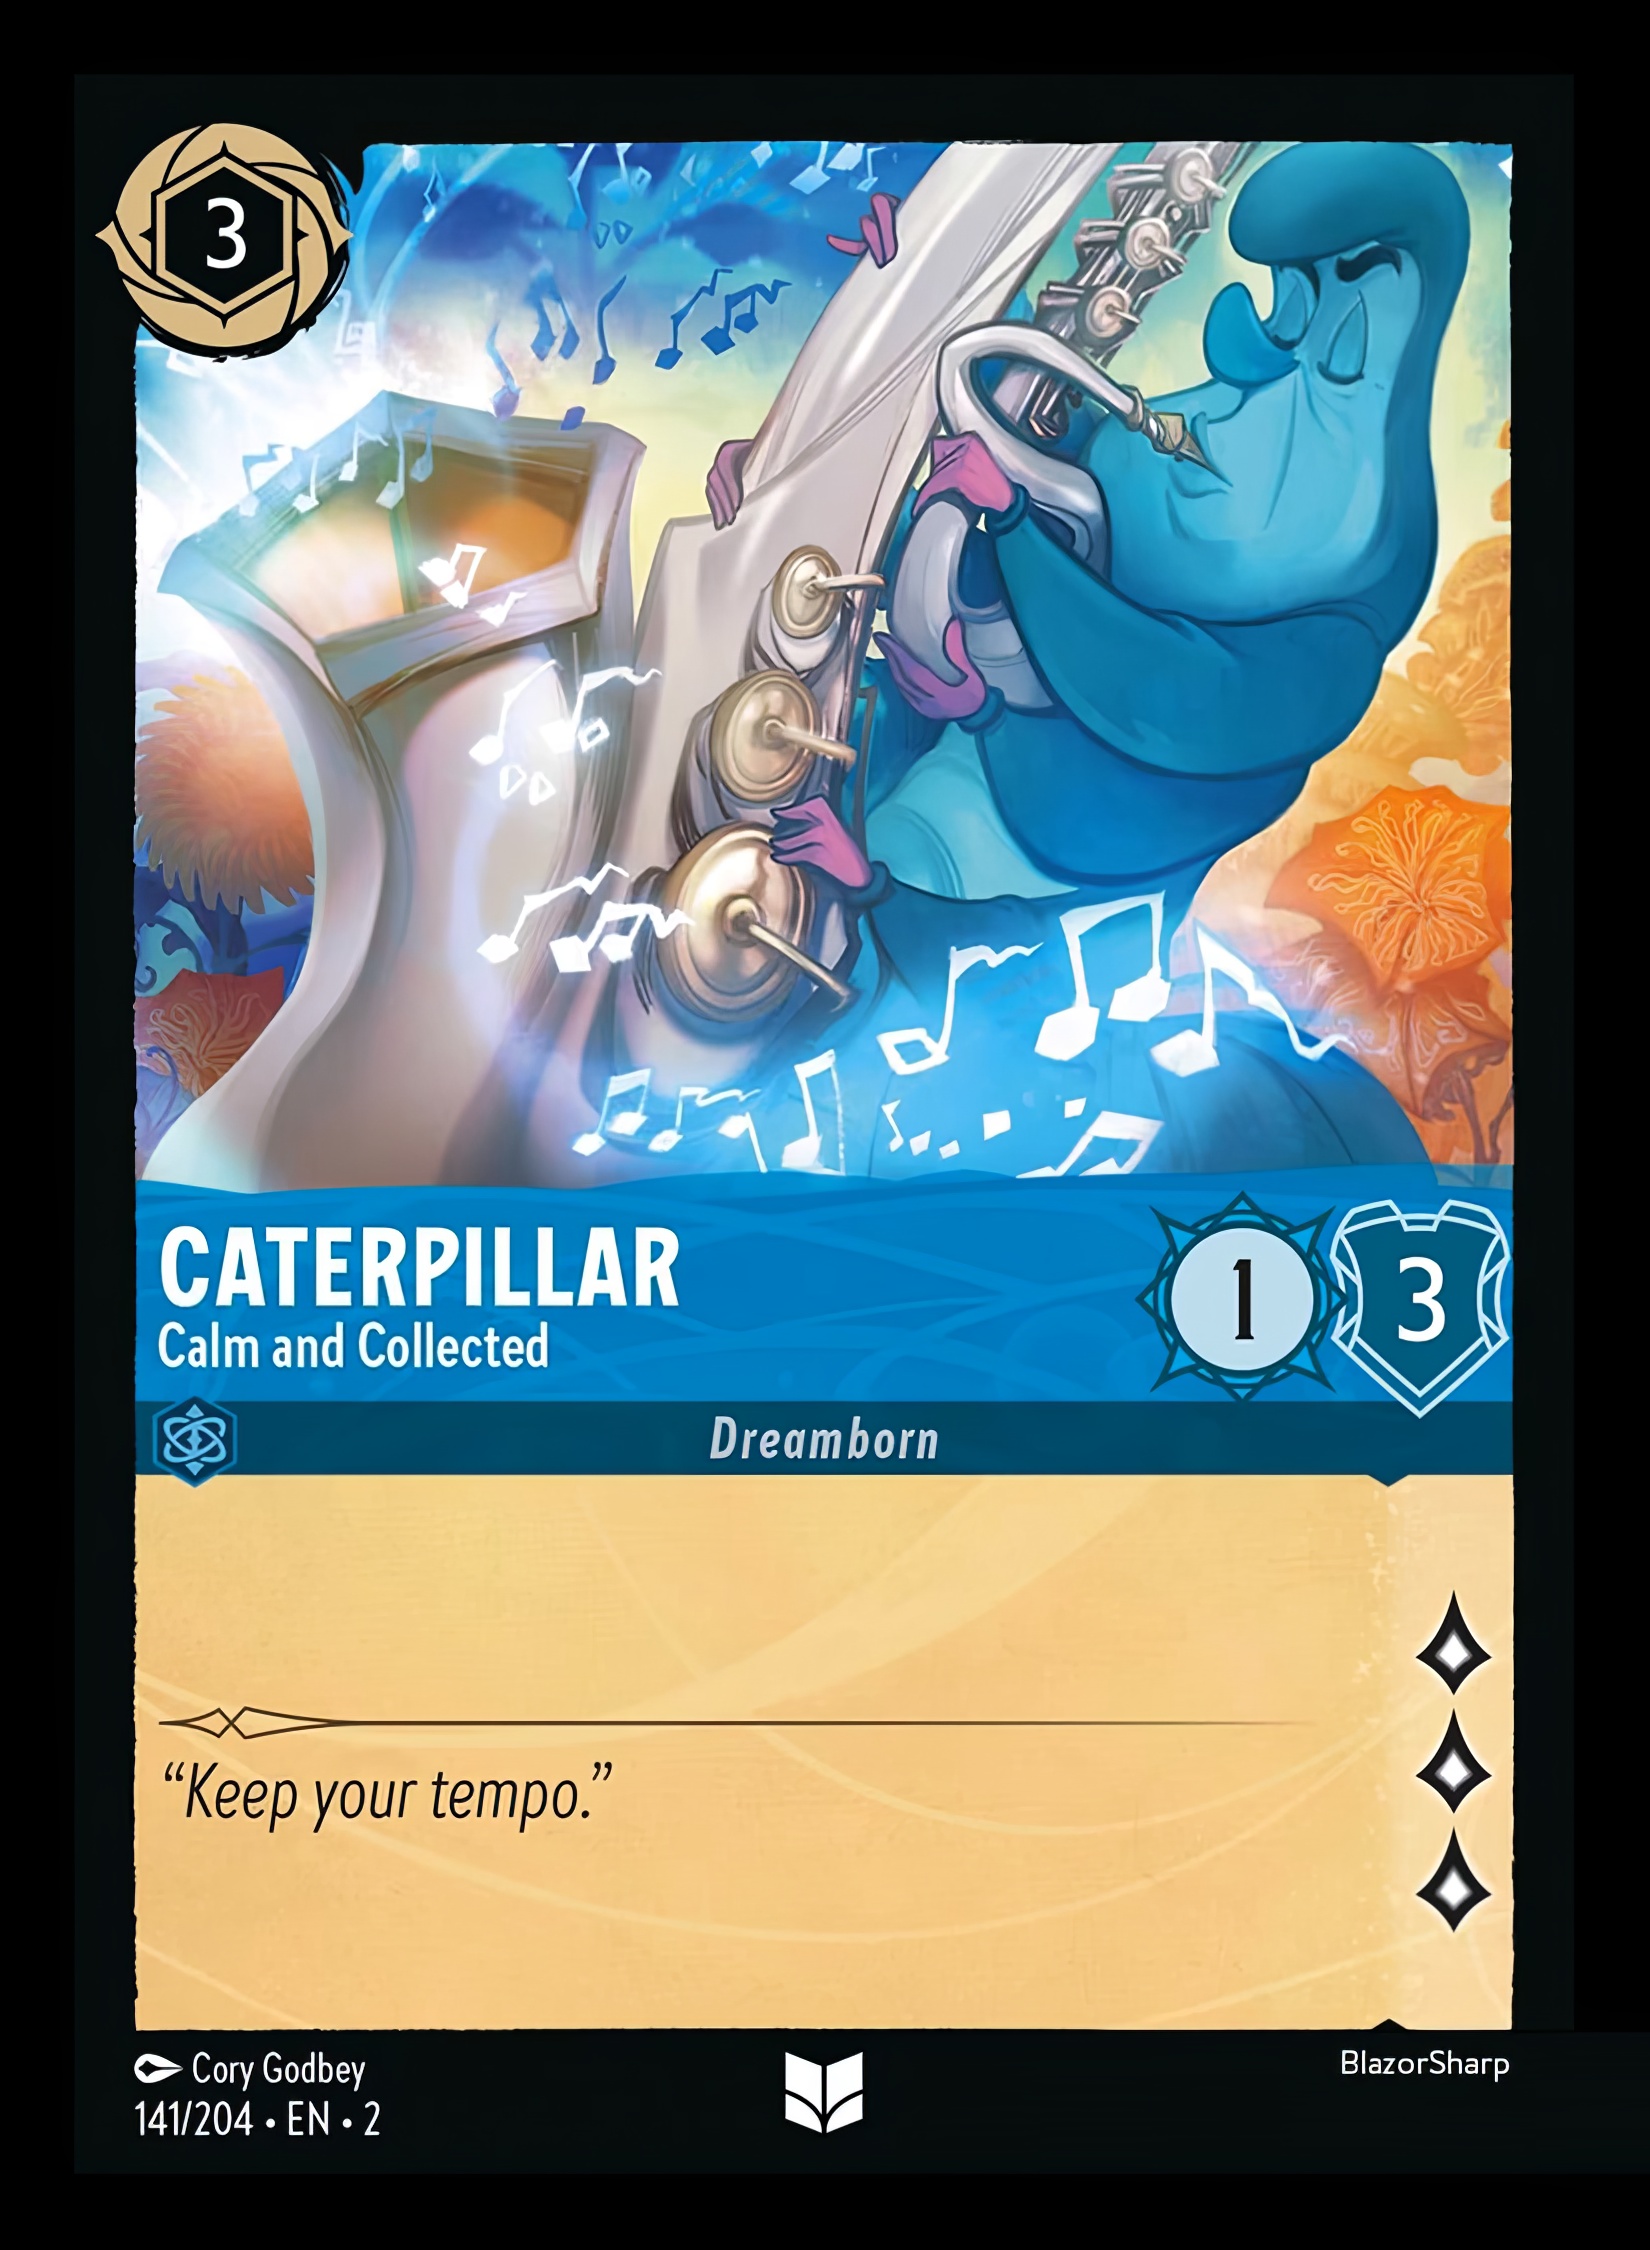 3
CATERPILLAR
Calm and Collected
1
3
Dreamborn
“Keep your tempo.”
Cory Godbey
141/204 • EN • 2
BlazorSharp